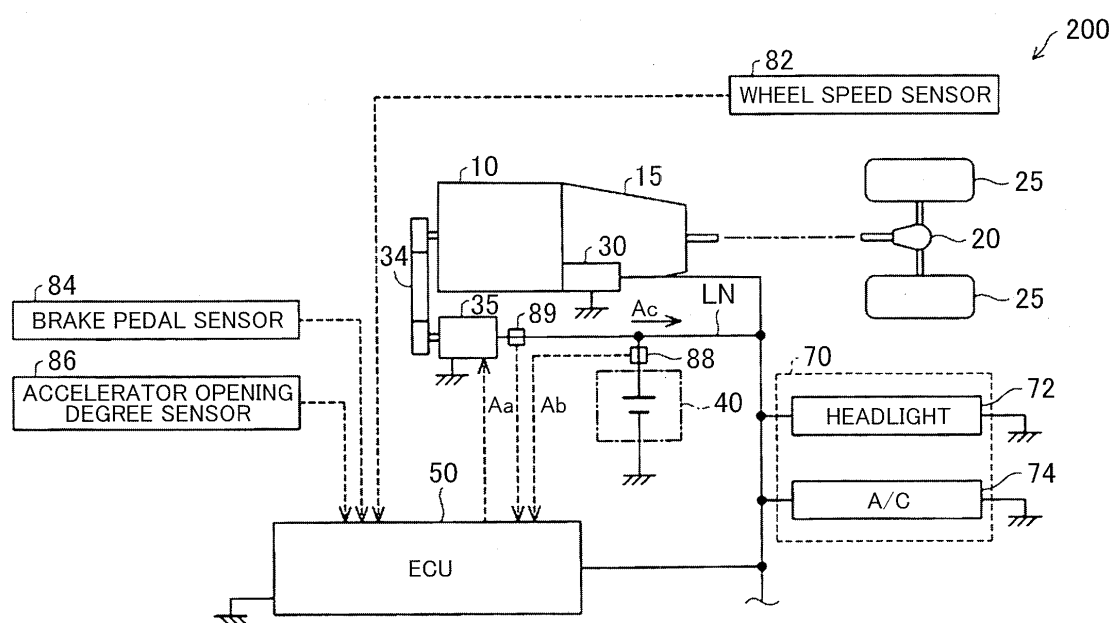 200
82
WHEEL SPEED SENSOR
10
15
25
20
25
34
30
35
89
Ac
LN
88
40
84
BRAKE PEDAL SENSOR
86
ACCELERATOR OPENING
DEGREE SENSOR
Aa
Ab
70
72
HEADLIGHT
74
A/C
50
ECU